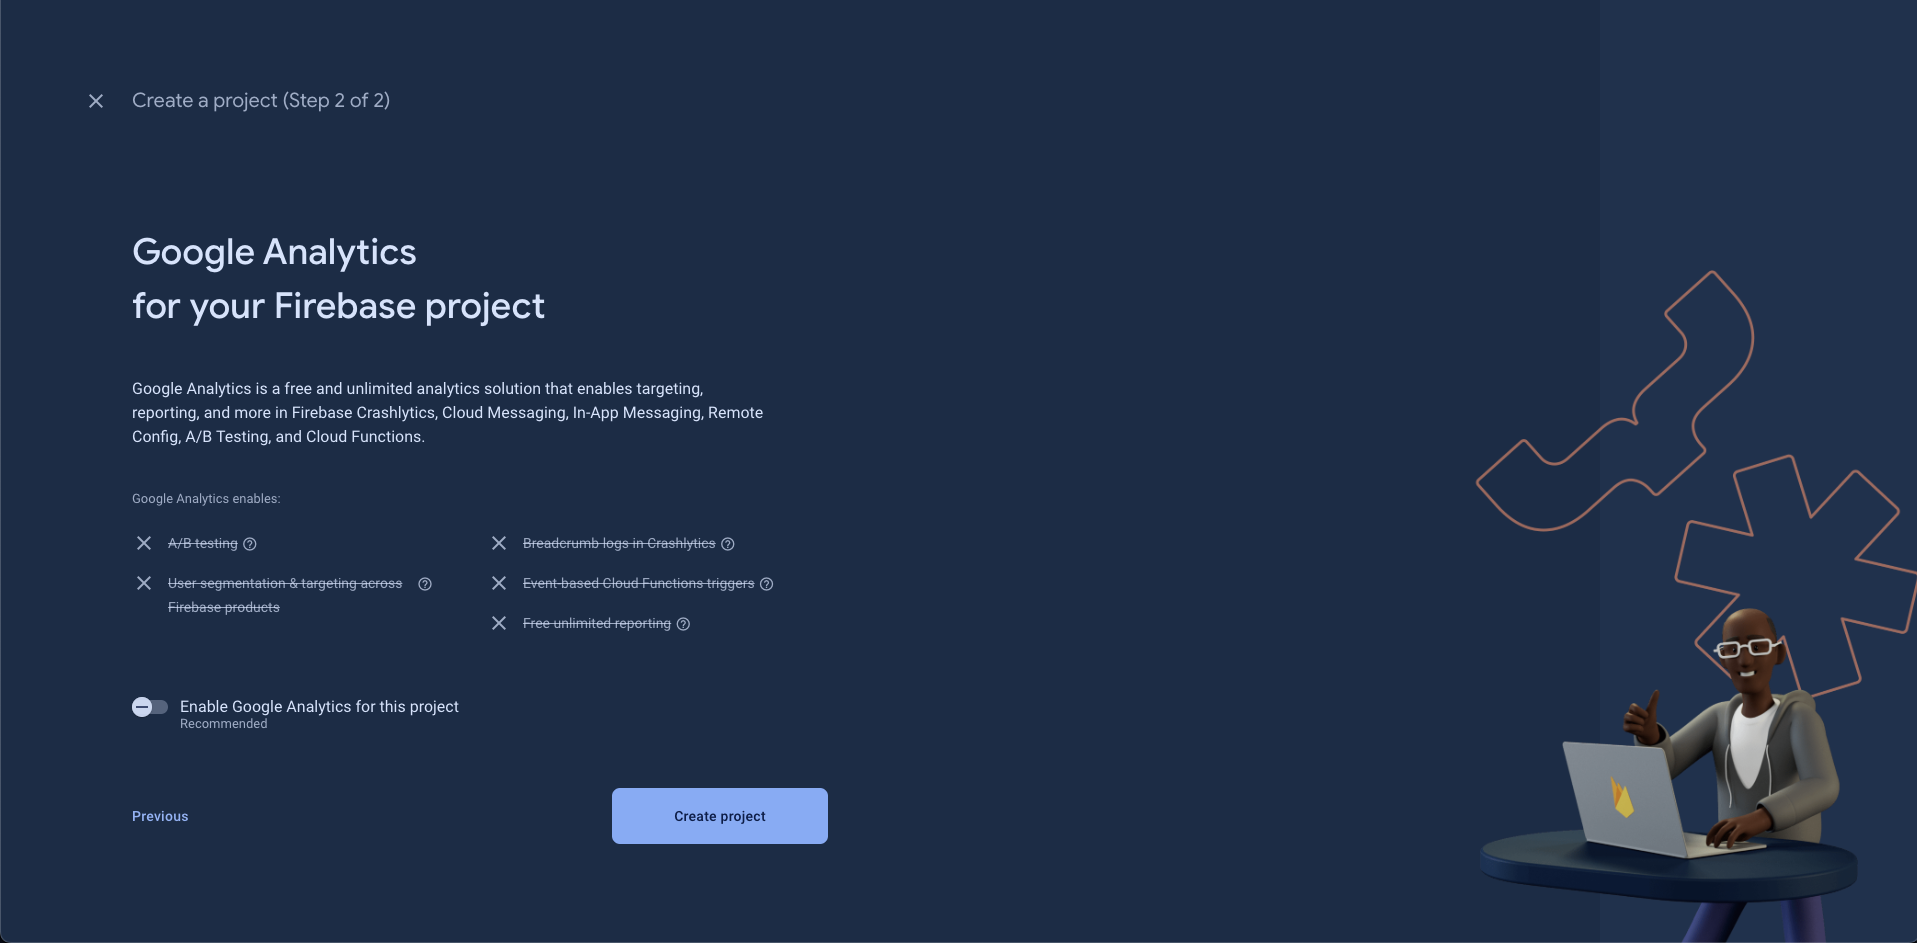 Create a project (Step 2 of 2)
Google Analytics
for your Firebase project
Google Analytics is a free and unlimited analytics solution that enables targeting,
reporting, and more in Firebase Crashlytics, Cloud Messaging, In-App Messaging, Remote
Config, A/B Testing, and Cloud Functions.
Google Analytics enables:
A/B testing
User segmentation & targeting across
Firebase products
Breadcrumb logs in Crashlytics
Event-based Cloud Functions triggers
Free unlimited reporting
Enable Google Analytics for this project
Recommended
Previous
Create project